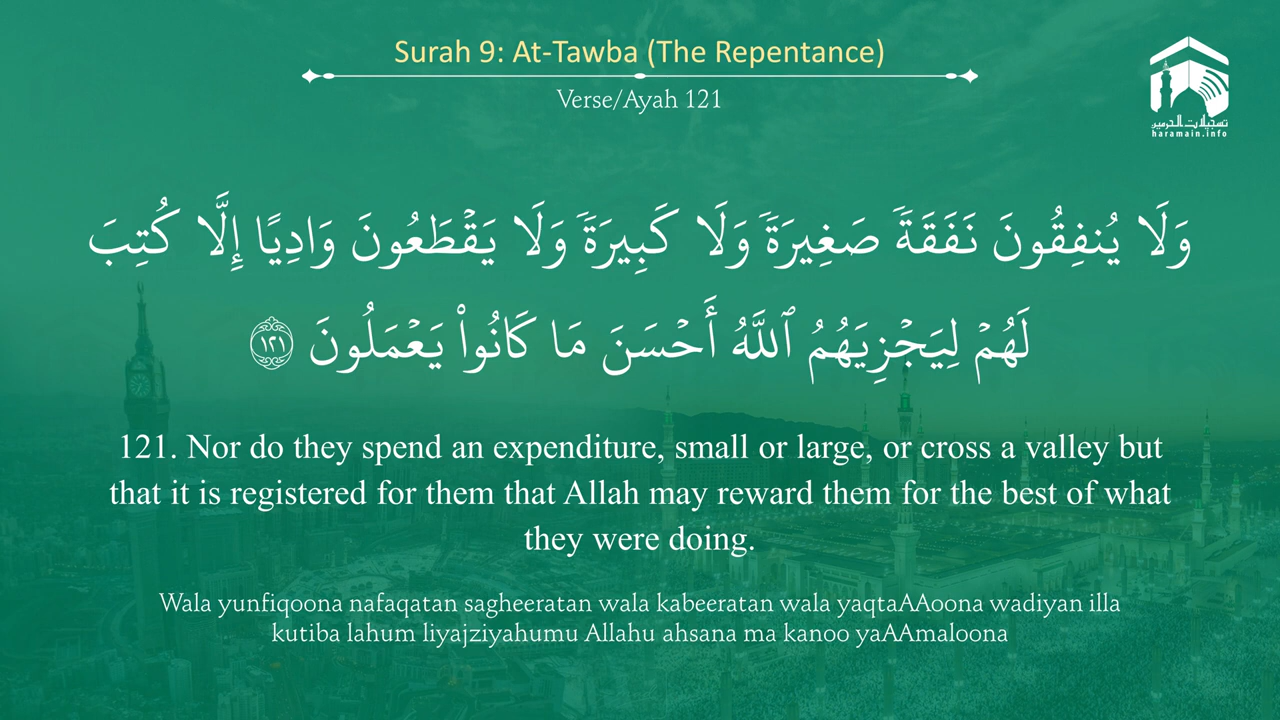 Surah 9: At-Tawba (The Repentance)
Verse/Ayah 121
تسجيلات الحرمين
haramain.info
وَلَا يُنفِقُونَ نَفَقَةٗ صَغِيرَةٗ وَلَا كَبِيرَةٗ وَلَا يَقۡطَعُونَ وَادِيًا إِلَّا كُتِبَ
لَهُمۡ لِيَجۡزِيَهُمُ ٱللَّهُ أَحۡسَنَ مَا كَانُواْ يَعۡمَلُونَ ١٢١
121. Nor do they spend an expenditure, small or large, or cross a valley but
that it is registered for them that Allah may reward them for the best of what
they were doing.
Wala yunfiqoona nafaqatan sagheeratan wala kabeeratan wala yaqtaAAoona wadiyan illa
kutiba lahum liyajziyahumu Allahu ahsana ma kanoo yaAAmaloona